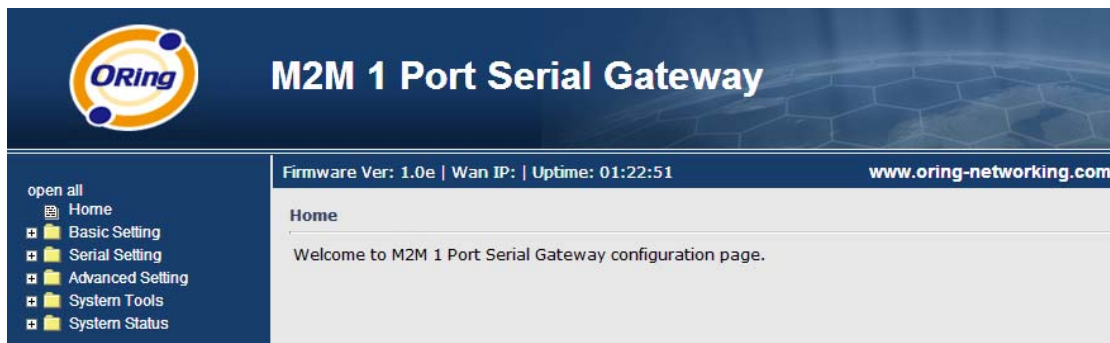 ORing
M2M 1 Port Serial Gateway
Firmware Ver: 1.0e | Wan IP: | Uptime: 01:22:51
www.oring-networking.com
open all
Home
Basic Setting
Serial Setting
Advanced Setting
System Tools
System Status
Home
Welcome to M2M 1 Port Serial Gateway configuration page.